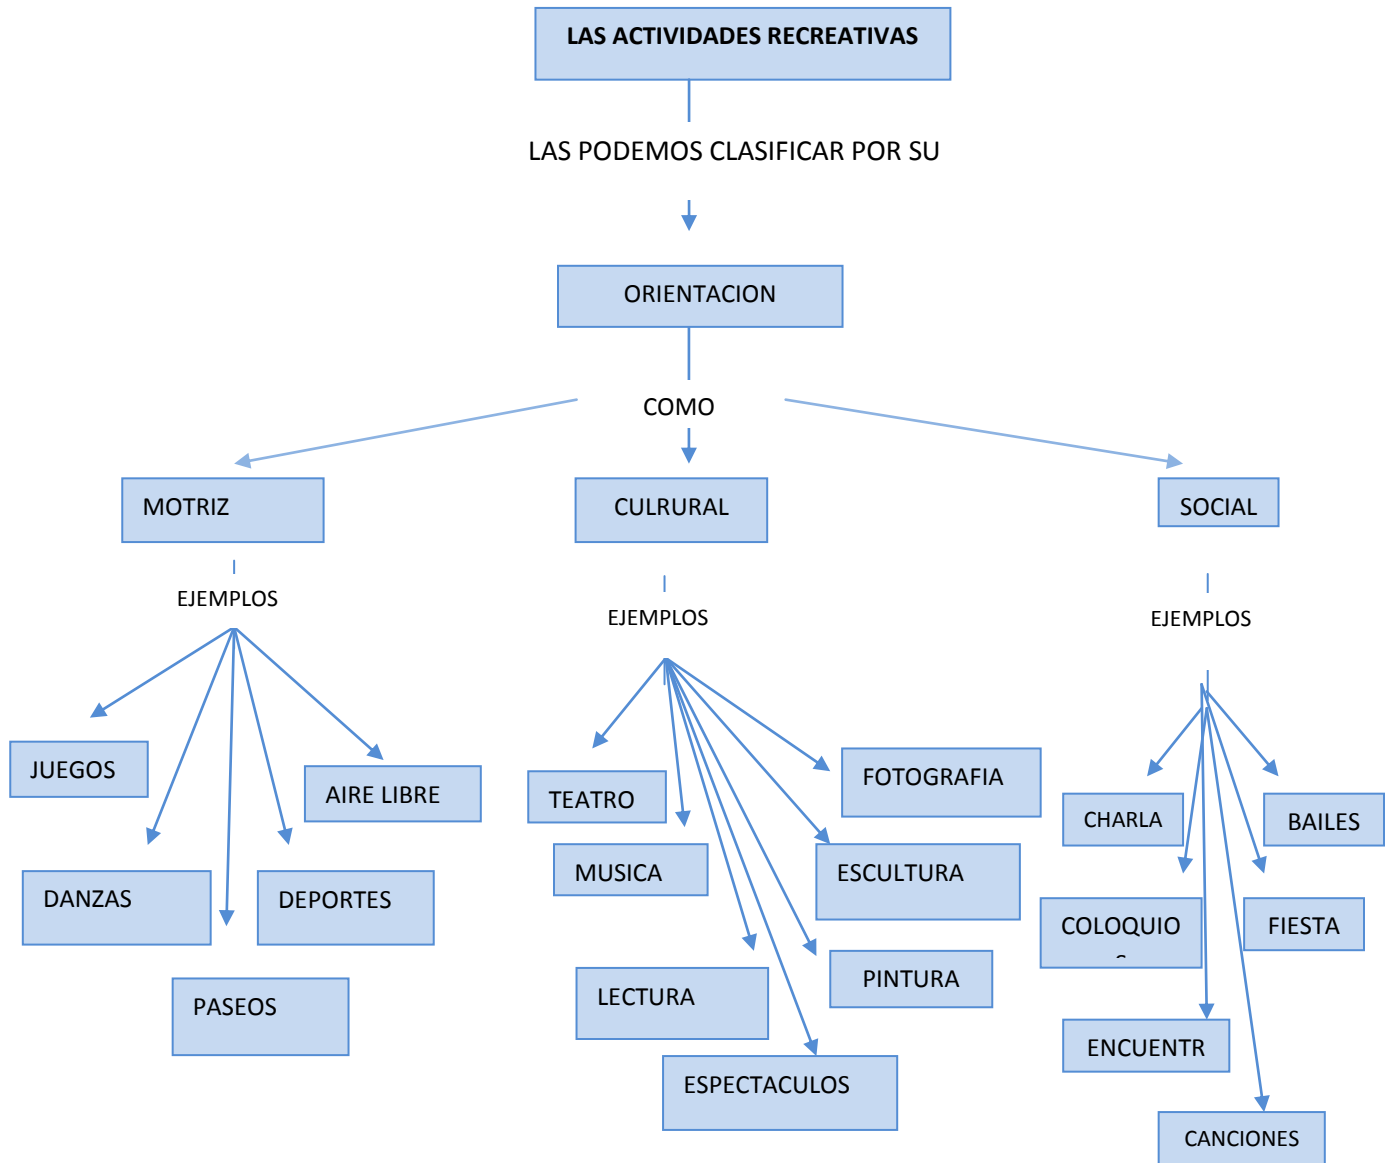 LAS ACTIVIDADES RECREATIVAS
LAS PODEMOS CLASIFICAR POR SU
ORIENTACION
COMO
MOTRIZ
CULRURAL
SOCIAL
EJEMPLOS
EJEMPLOS
EJEMPLOS
JUEGOS
AIRE LIBRE
DANZAS
DEPORTES
PASEOS
TEATRO
FOTOGRAFIA
MUSICA
ESCULTURA
LECTURA
PINTURA
ESPECTACULOS
CHARLA
BAILES
COLOQUIO
FIESTA
ENCUENTR
CANCIONES